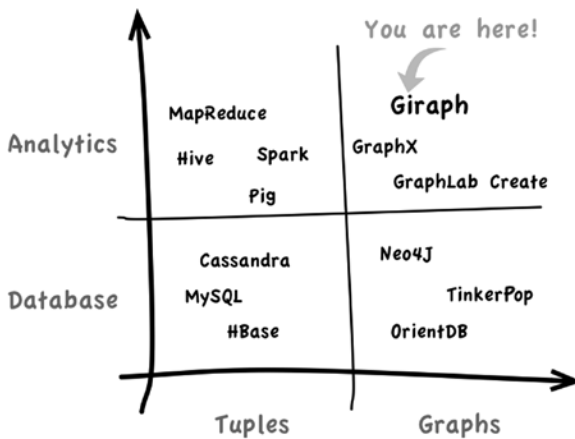 You are here!
Giraph
MapReduce
GraphX
Analytics
Hive
Spark
GraphLab Create
Pig
Cassandra
Neo4J
Database
MySQL
TinkerPop
HBase
OrientDB
Tuples
Graphs